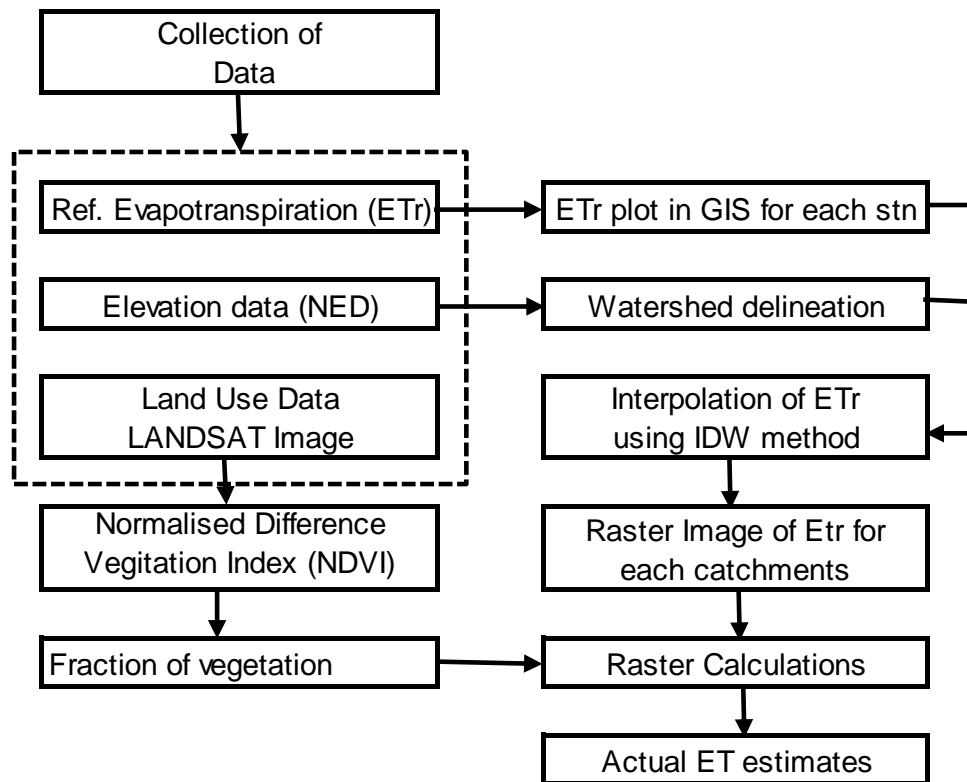 Collection of
Data
Ref. Evapotranspiration (ETr)
ETr plot in GIS for each stn
Elevation data (NED)
Watershed delineation
Land Use Data
LANDSAT Image
Interpolation of ETr
using IDW method
Normalised Difference
Vegitation Index (NDVI)
Raster Image of Etr for
each catchments
Fraction of vegetation
Raster Calculations
Actual ET estimates